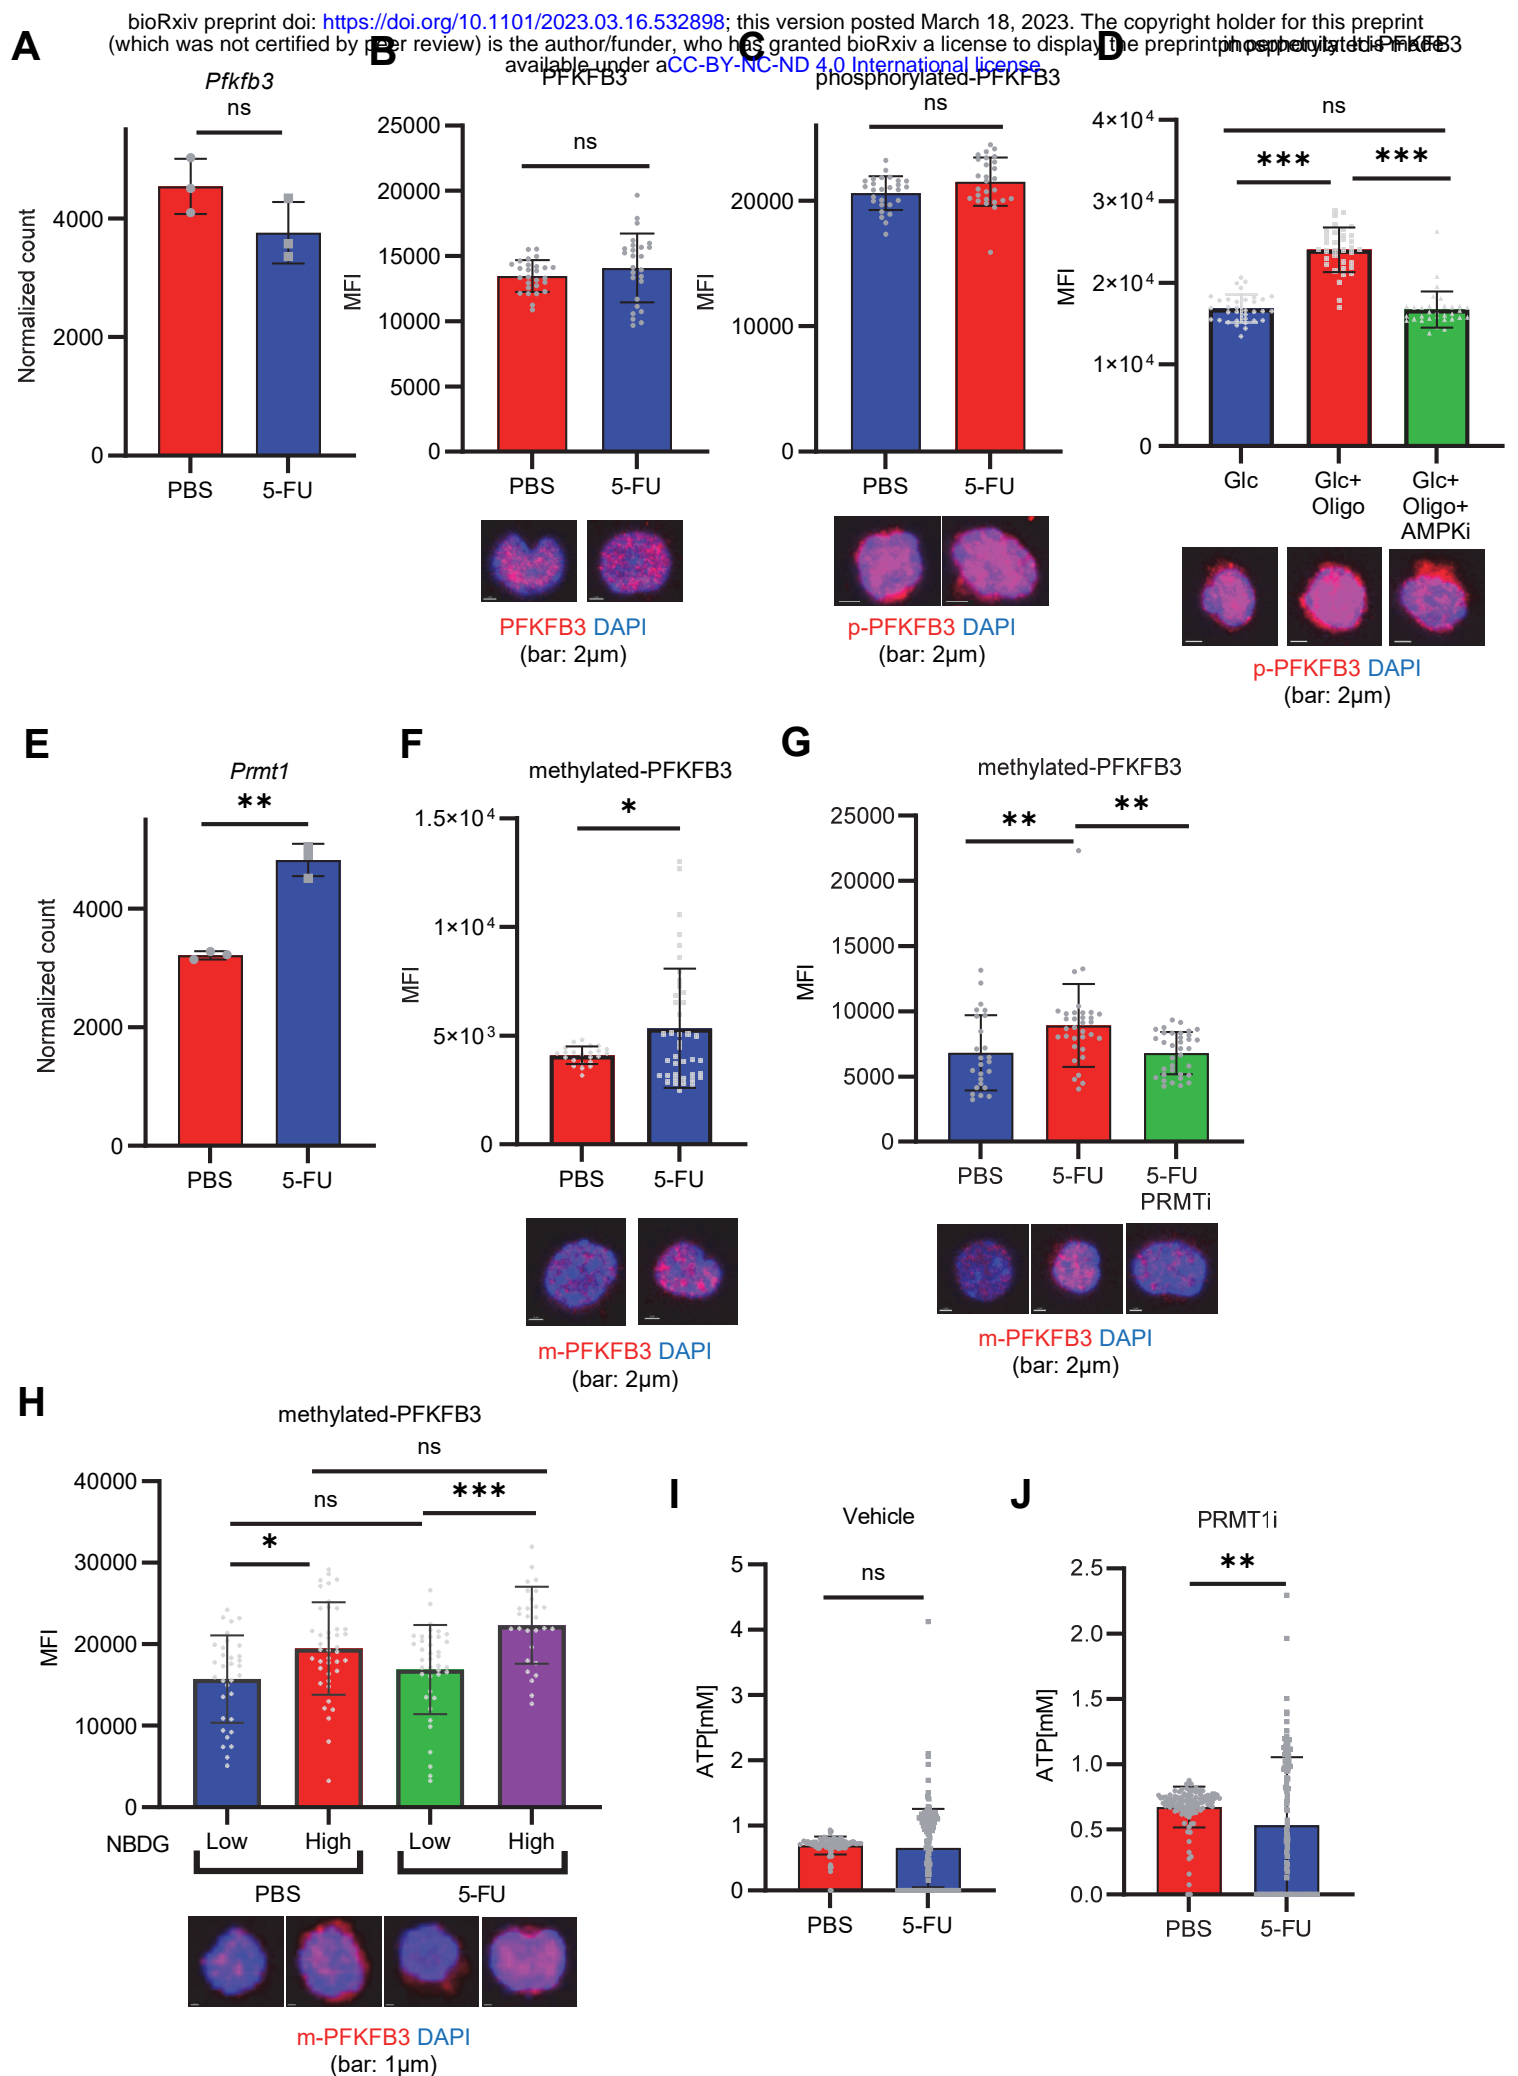 bioRxiv preprint doi: https://doi.org/10.1101/2023.03.16.532898; this version posted March 18, 2023. The copyright holder for this preprint
(which was not certified by peer review) is the author/funder, who has granted bioRxiv a license to display the preprint in perpetuity. It is made
available under aCC-BY-NC-ND 4.0 International license
A
Pfkfb3
ns
Normalized count
4000
2000
0
PBS
5-FU
B
PFKFB3
ns
MFI
25000
20000
15000
10000
5000
0
PBS
5-FU
PFKFB3 DAPI
(bar: 2µm)
C
phosphorylated-PFKFB3
ns
MFI
20000
10000
0
PBS
5-FU
p-PFKFB3 DAPI
(bar: 2µm)
D
phosphorylated-PFKFB3
ns
***
***
MFI
4×10⁴
3×10⁴
2×10⁴
1×10⁴
0
Glc
Glc+
Oligo
Glc+
Oligo+
AMPKi
p-PFKFB3 DAPI
(bar: 2µm)
E
Prmt1
**
Normalized count
4000
2000
0
PBS
5-FU
F
methylated-PFKFB3
*
MFI
1.5×10⁴
1×10⁴
5×10³
0
PBS
5-FU
m-PFKFB3 DAPI
(bar: 2µm)
G
methylated-PFKFB3
**
**
MFI
25000
20000
15000
10000
5000
0
PBS
5-FU
5-FU
PRMTi
m-PFKFB3 DAPI
(bar: 2µm)
H
methylated-PFKFB3
ns
ns
***
*
MFI
40000
30000
20000
10000
0
NBDG
Low
High
Low
High
PBS
5-FU
m-PFKFB3 DAPI
(bar: 1µm)
I
Vehicle
ns
ATP[mM]
5
4
3
2
1
0
PBS
5-FU
J
PRMT1i
**
ATP[mM]
2.5
2.0
1.5
1.0
0.5
0.0
PBS
5-FU